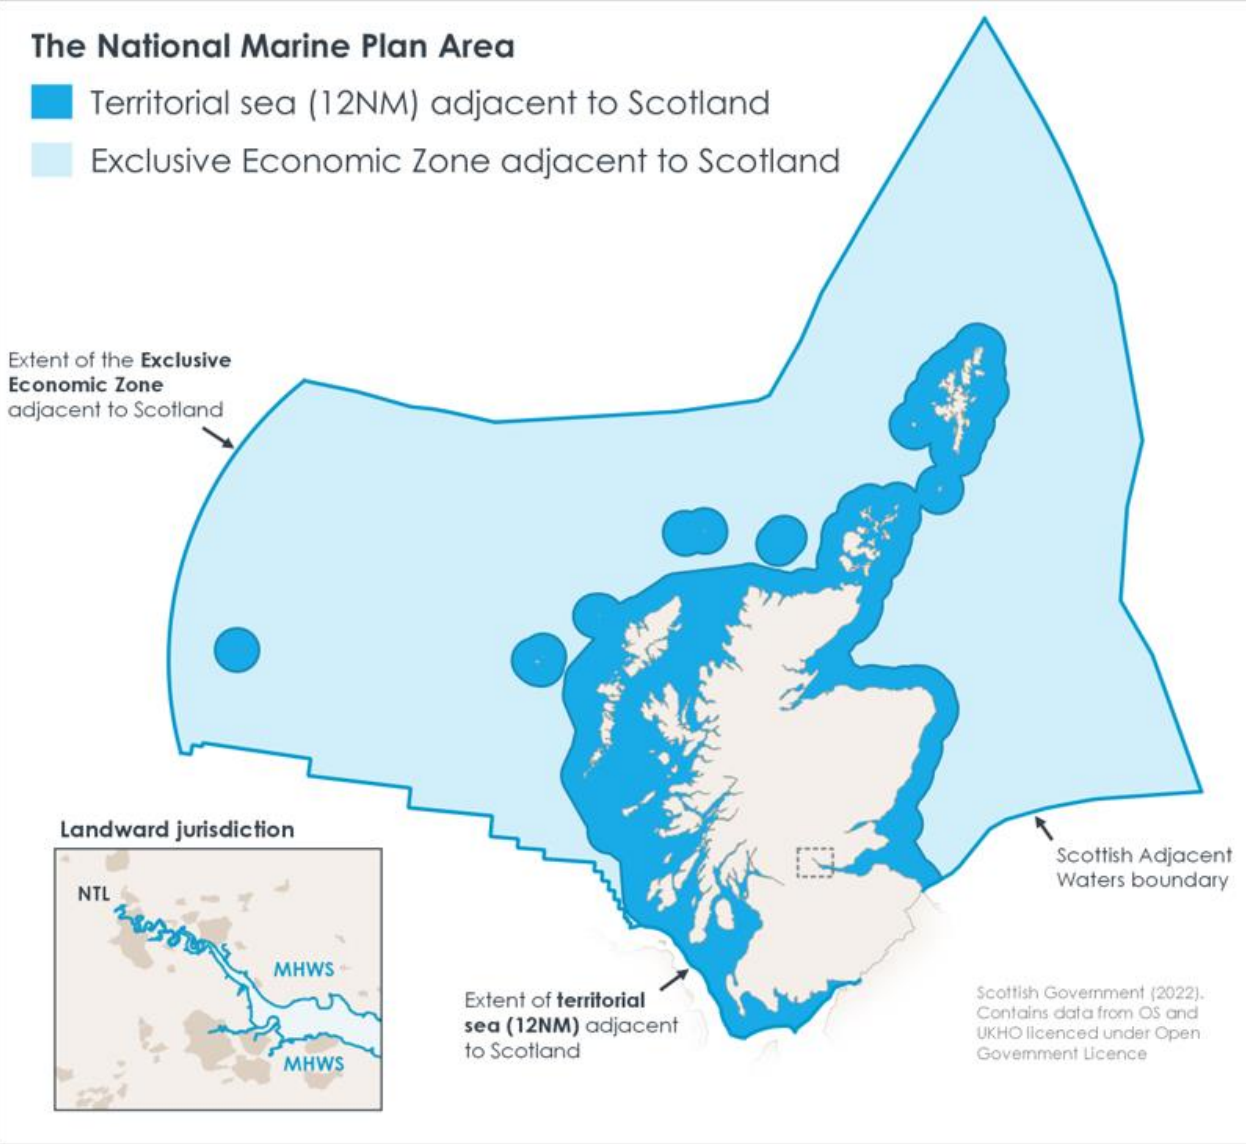 The National Marine Plan Area
Territorial sea (12NM) adjacent to Scotland
Exclusive Economic Zone adjacent to Scotland
Extent of the Exclusive
Economic Zone
adjacent to Scotland
Landward jurisdiction
NTL
MHWS
MHWS
Extent of territorial
sea (12NM) adjacent
to Scotland
Scottish Adjacent
Waters boundary
Scottish Government (2022).
Contains data from OS and
UKHO licenced under Open
Government Licence